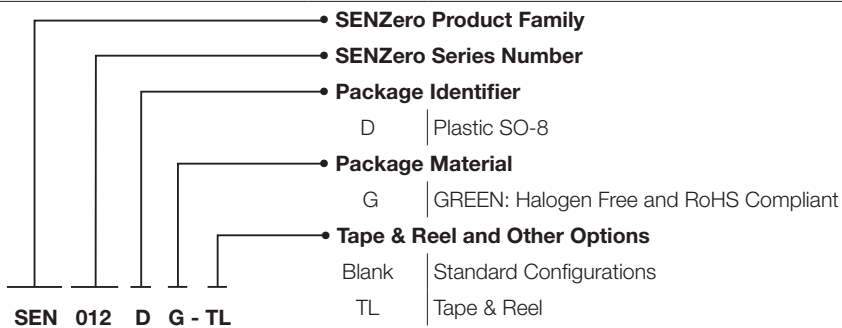 SENZero Product Family
SENZero Series Number
Package Identifier
D Plastic SO-8
Package Material
G GREEN: Halogen Free and RoHS Compliant
Tape & Reel and Other Options
Blank Standard Configurations
TL Tape & Reel
SEN 012 D G - TL